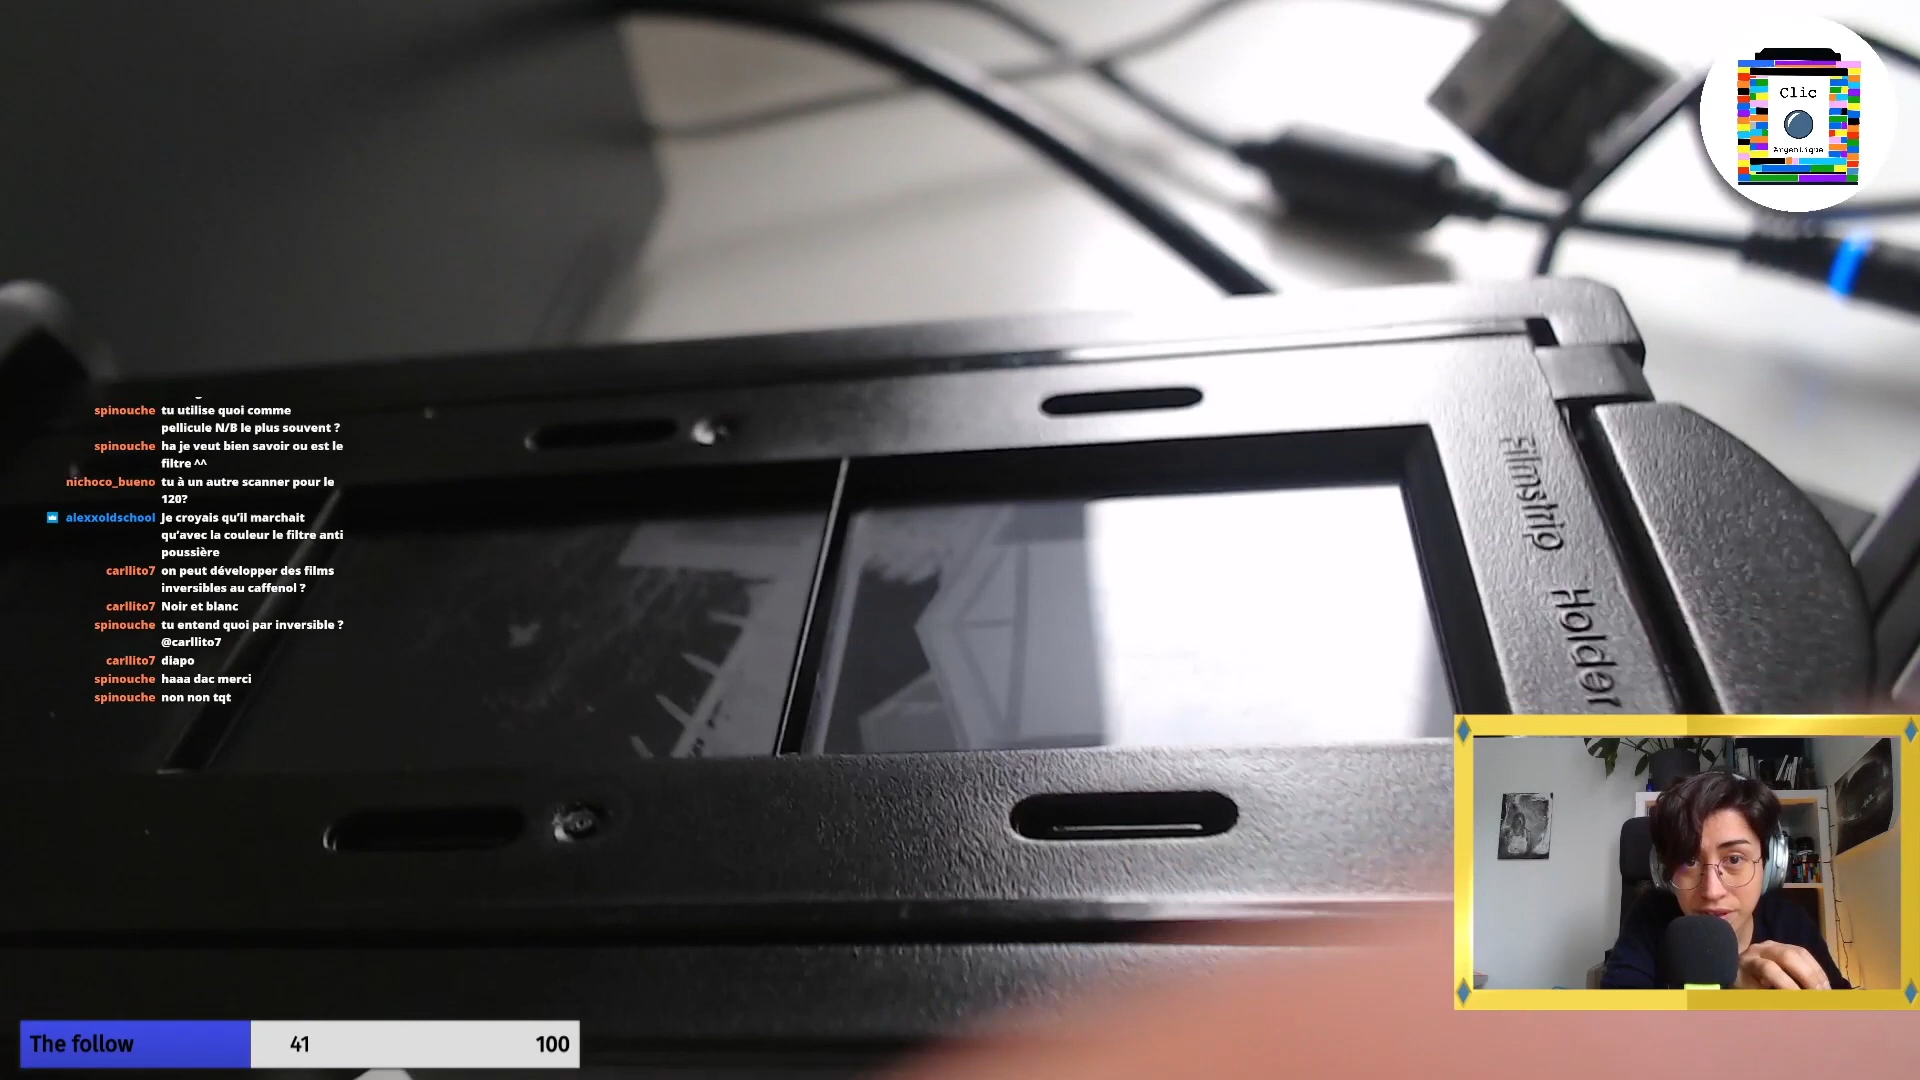 Clic
Argentique
spinouche tu utilise quoi comme
pellicule N/B le plus souvent ?
spinouche ha je veut bien savoir ou est le
filtre ^^
nichoco_bueno tu à un autre scanner pour le
120?
alexxoldschool Je croyais qu'il marchait
qu'avec la couleur le filtre anti
poussière
carllito7 on peut développer des films
inversibles au caffenol ?
carllito7 Noir et blanc
spinouche tu entend quoi par inversible ?
@carllito7
carllito7 diapo
spinouche haaa dac merci
spinouche non non tqt
Filmstrip Holder
The follow 41 100